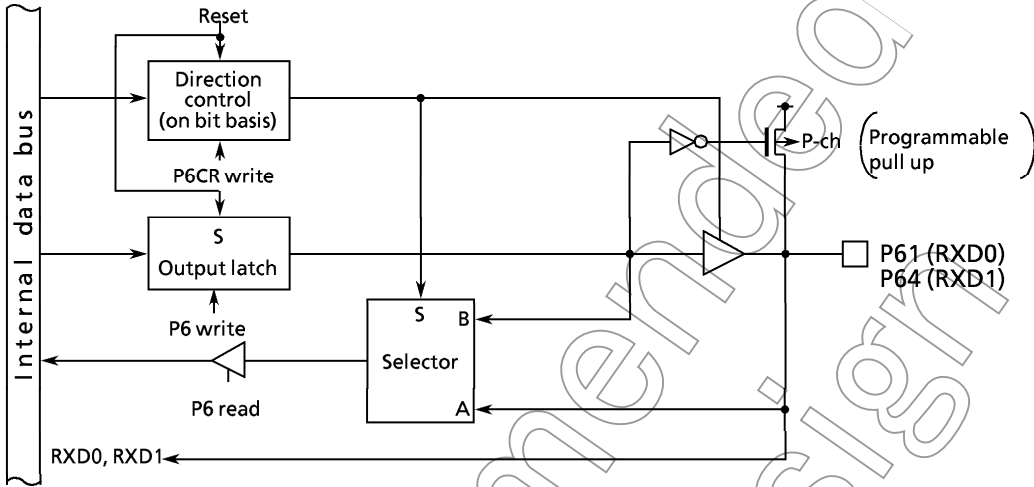 Reset
Internal data bus
Direction
control
(on bit basis)
P6CR write
P-ch
Programmable
pull up
S
Output latch
P6 write
P61 (RXD0)
P64 (RXD1)
S
B
Selector
A
P6 read
RXD0, RXD1